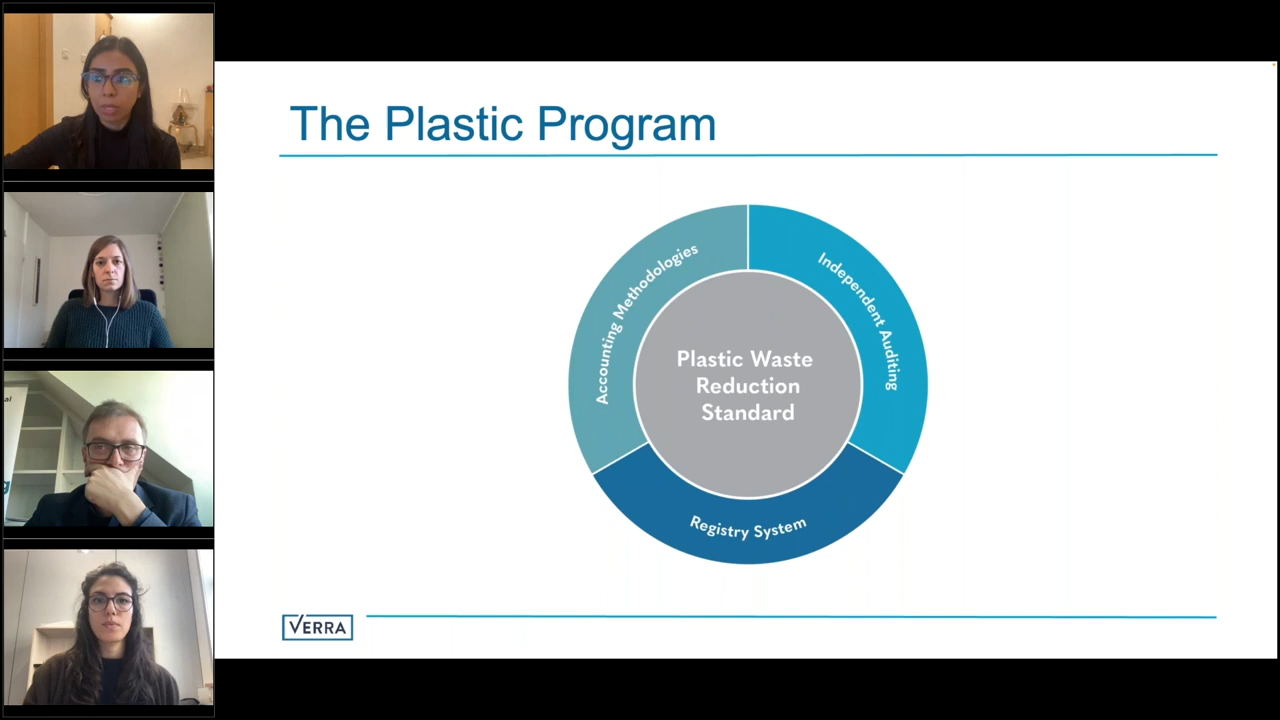 The Plastic Program
Accounting Methodologies
Independent Auditing
Plastic Waste
Reduction
Standard
Registry System
VERRA